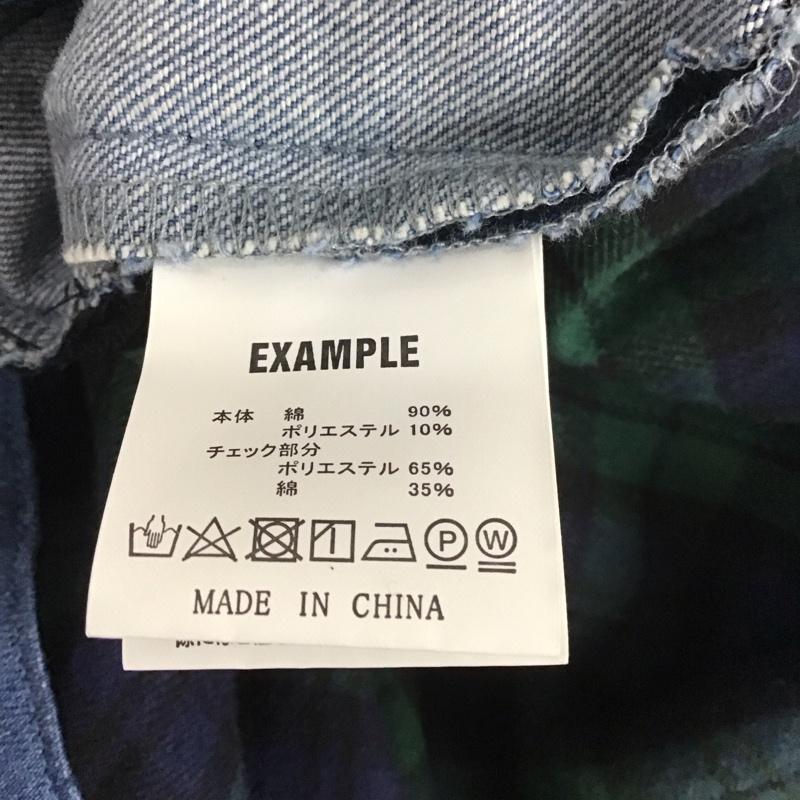 EXAMPLE
本体 綿 90%
ポリエステル 10%
チェック部分
ポリエステル 65%
綿 35%
P W
MADE IN CHINA